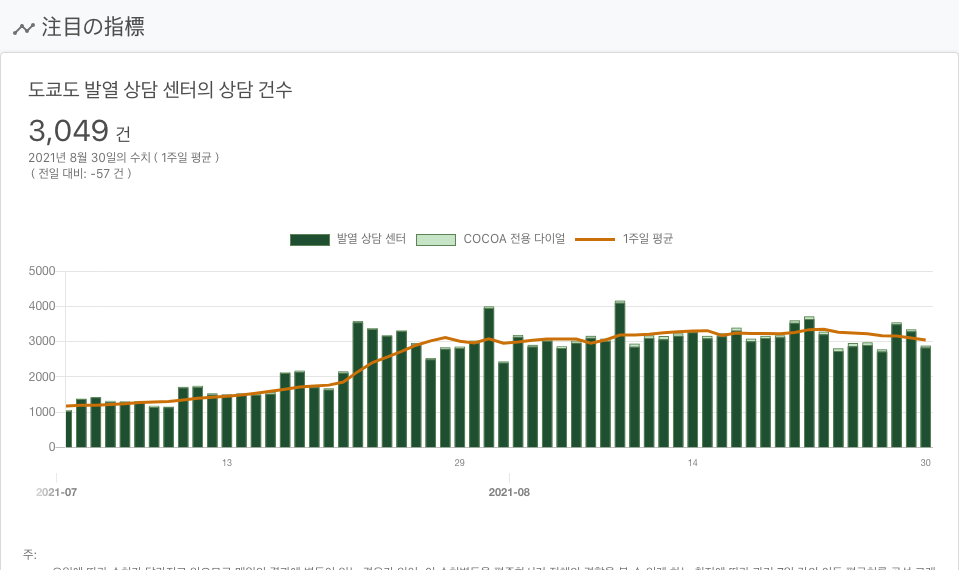 注目の指標
도쿄도 발열 상담 센터의 상담 건수
3,049 건
2021년 8월 30일의 수치 ( 1주일 평균 )
( 전일 대비: -57 건 )
발열 상담 센터 COCOA 전용 다이얼 1주일 평균
5000
4000
3000
2000
1000
0
13 29 14 30
2021-07 2021-08
주: